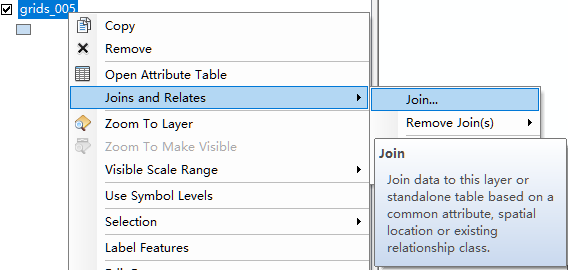 grids_005
Copy
Remove
Open Attribute Table
Joins and Relates
Zoom To Layer
Zoom To Make Visible
Visible Scale Range
Use Symbol Levels
Selection
Label Features
Join...
Remove Join(s)
Join
Join data to this layer or
standalone table based on a
common attribute, spatial
location or existing
relationship class.